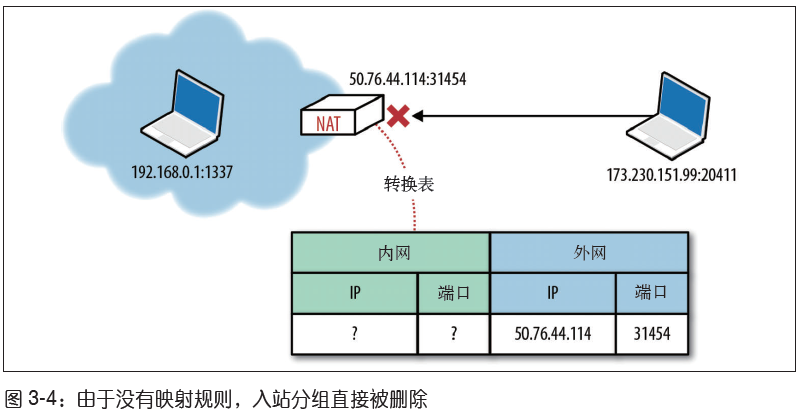 50.76.44.114:31454
NAT
192.168.0.1:1337
173.230.151.99:20411
转换表
内网 外网
IP 端口 IP 端口
? ? 50.76.44.114 31454
图 3-4：由于没有映射规则，入站分组直接被删除